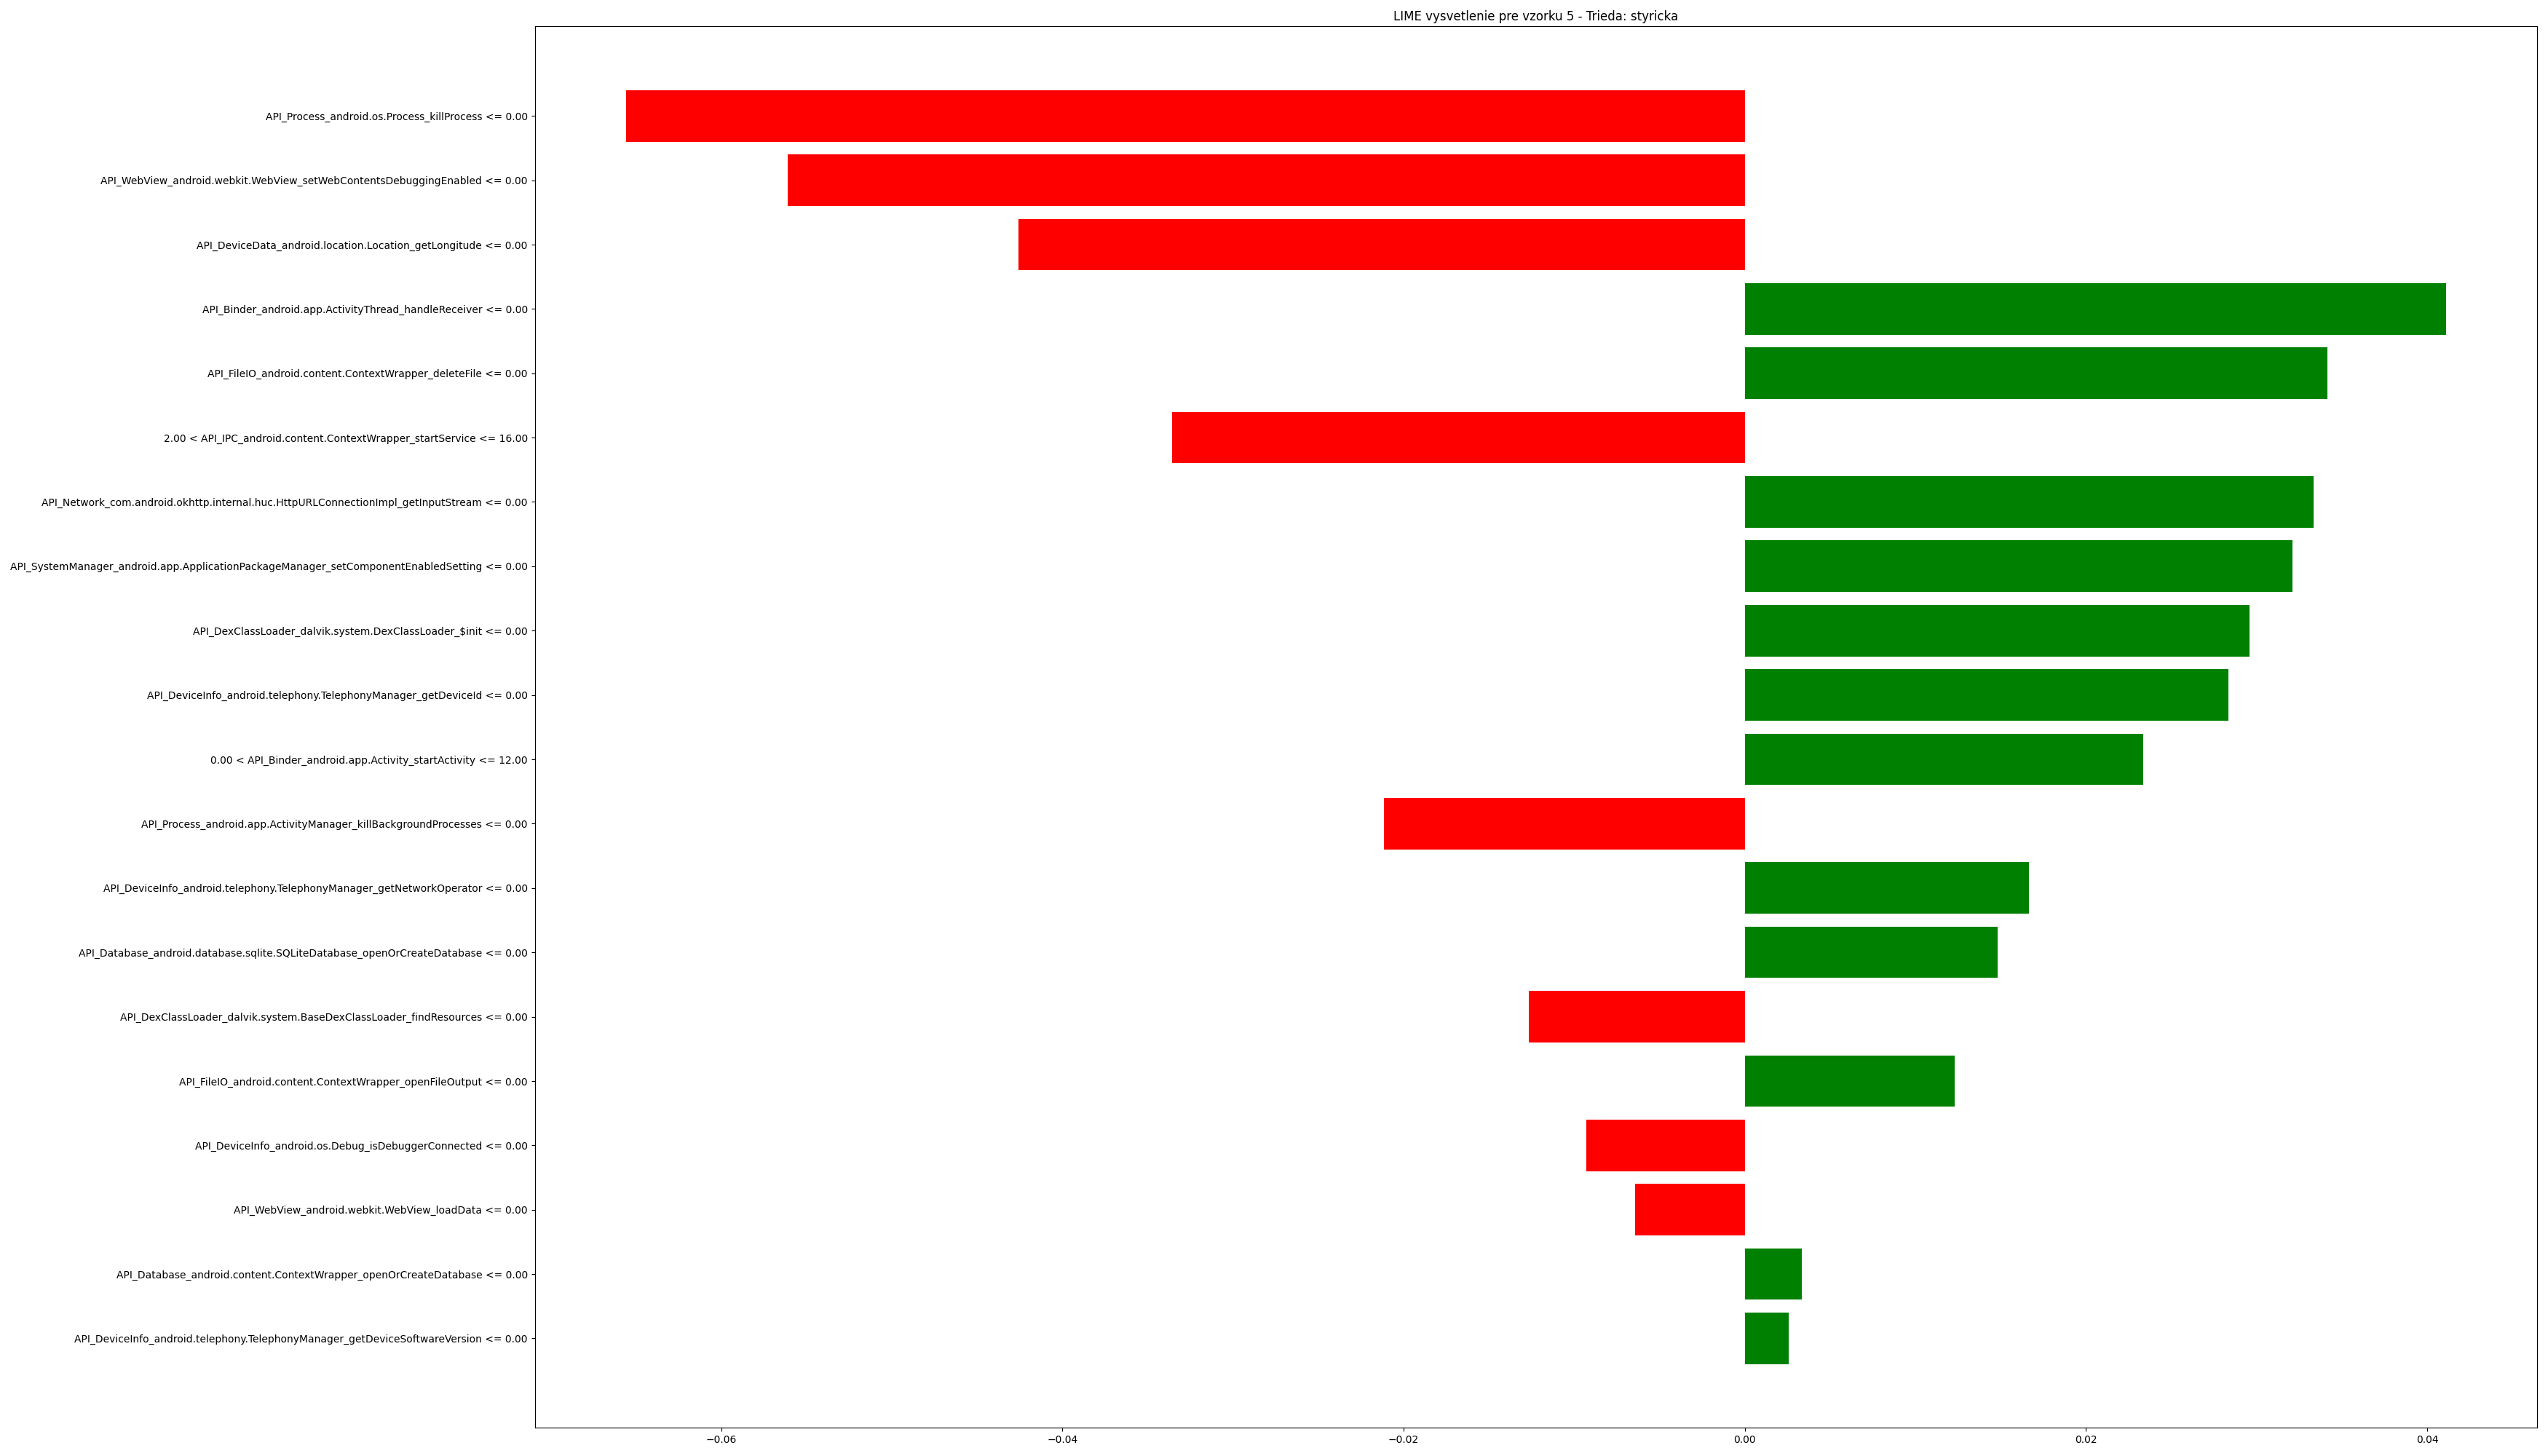 LIME vysvetlenie pre vzorku 5 - Trieda: styricka
API_Process_android.os.Process_killProcess <= 0.00
API_WebView_android.webkit.WebView_setWebContentsDebuggingEnabled <= 0.00
API_DeviceData_android.location.Location_getLongitude <= 0.00
API_Binder_android.app.ActivityThread_handleReceiver <= 0.00
API_FileIO_android.content.ContextWrapper_deleteFile <= 0.00
2.00 < API_IPC_android.content.ContextWrapper_startService <= 16.00
API_Network_com.android.okhttp.internal.huc.HttpURLConnectionImpl_getInputStream <= 0.00
API_SystemManager_android.app.ApplicationPackageManager_setComponentEnabledSetting <= 0.00
API_DexClassLoader_dalvik.system.DexClassLoader_$init <= 0.00
API_DeviceInfo_android.telephony.TelephonyManager_getDeviceId <= 0.00
0.00 < API_Binder_android.app.Activity_startActivity <= 12.00
API_Process_android.app.ActivityManager_killBackgroundProcesses <= 0.00
API_DeviceInfo_android.telephony.TelephonyManager_getNetworkOperator <= 0.00
API_Database_android.database.sqlite.SQLiteDatabase_openOrCreateDatabase <= 0.00
API_DexClassLoader_dalvik.system.BaseDexClassLoader_findResources <= 0.00
API_FileIO_android.content.ContextWrapper_openFileOutput <= 0.00
API_DeviceInfo_android.os.Debug_isDebuggerConnected <= 0.00
API_WebView_android.webkit.WebView_loadData <= 0.00
API_Database_android.content.ContextWrapper_openOrCreateDatabase <= 0.00
API_DeviceInfo_android.telephony.TelephonyManager_getDeviceSoftwareVersion <= 0.00
−0.06 −0.04 −0.02 0.00 0.02 0.04